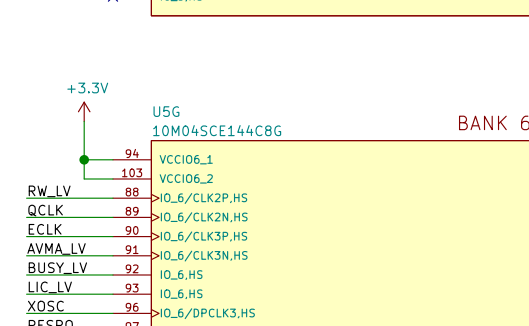 +3.3V
U5G
10M04SCE144C8G
BANK 6
94 VCCIO6_1
103 VCCIO6_2
RW_LV 88 IO_6/CLK2P,HS
QCLK 89 IO_6/CLK2N,HS
ECLK 90 IO_6/CLK3P,HS
AVMA_LV 91 IO_6/CLK3N,HS
BUSY_LV 92 IO_6,HS
LIC_LV 93 IO_6,HS
XOSC 96 IO_6/DPCLK3,HS